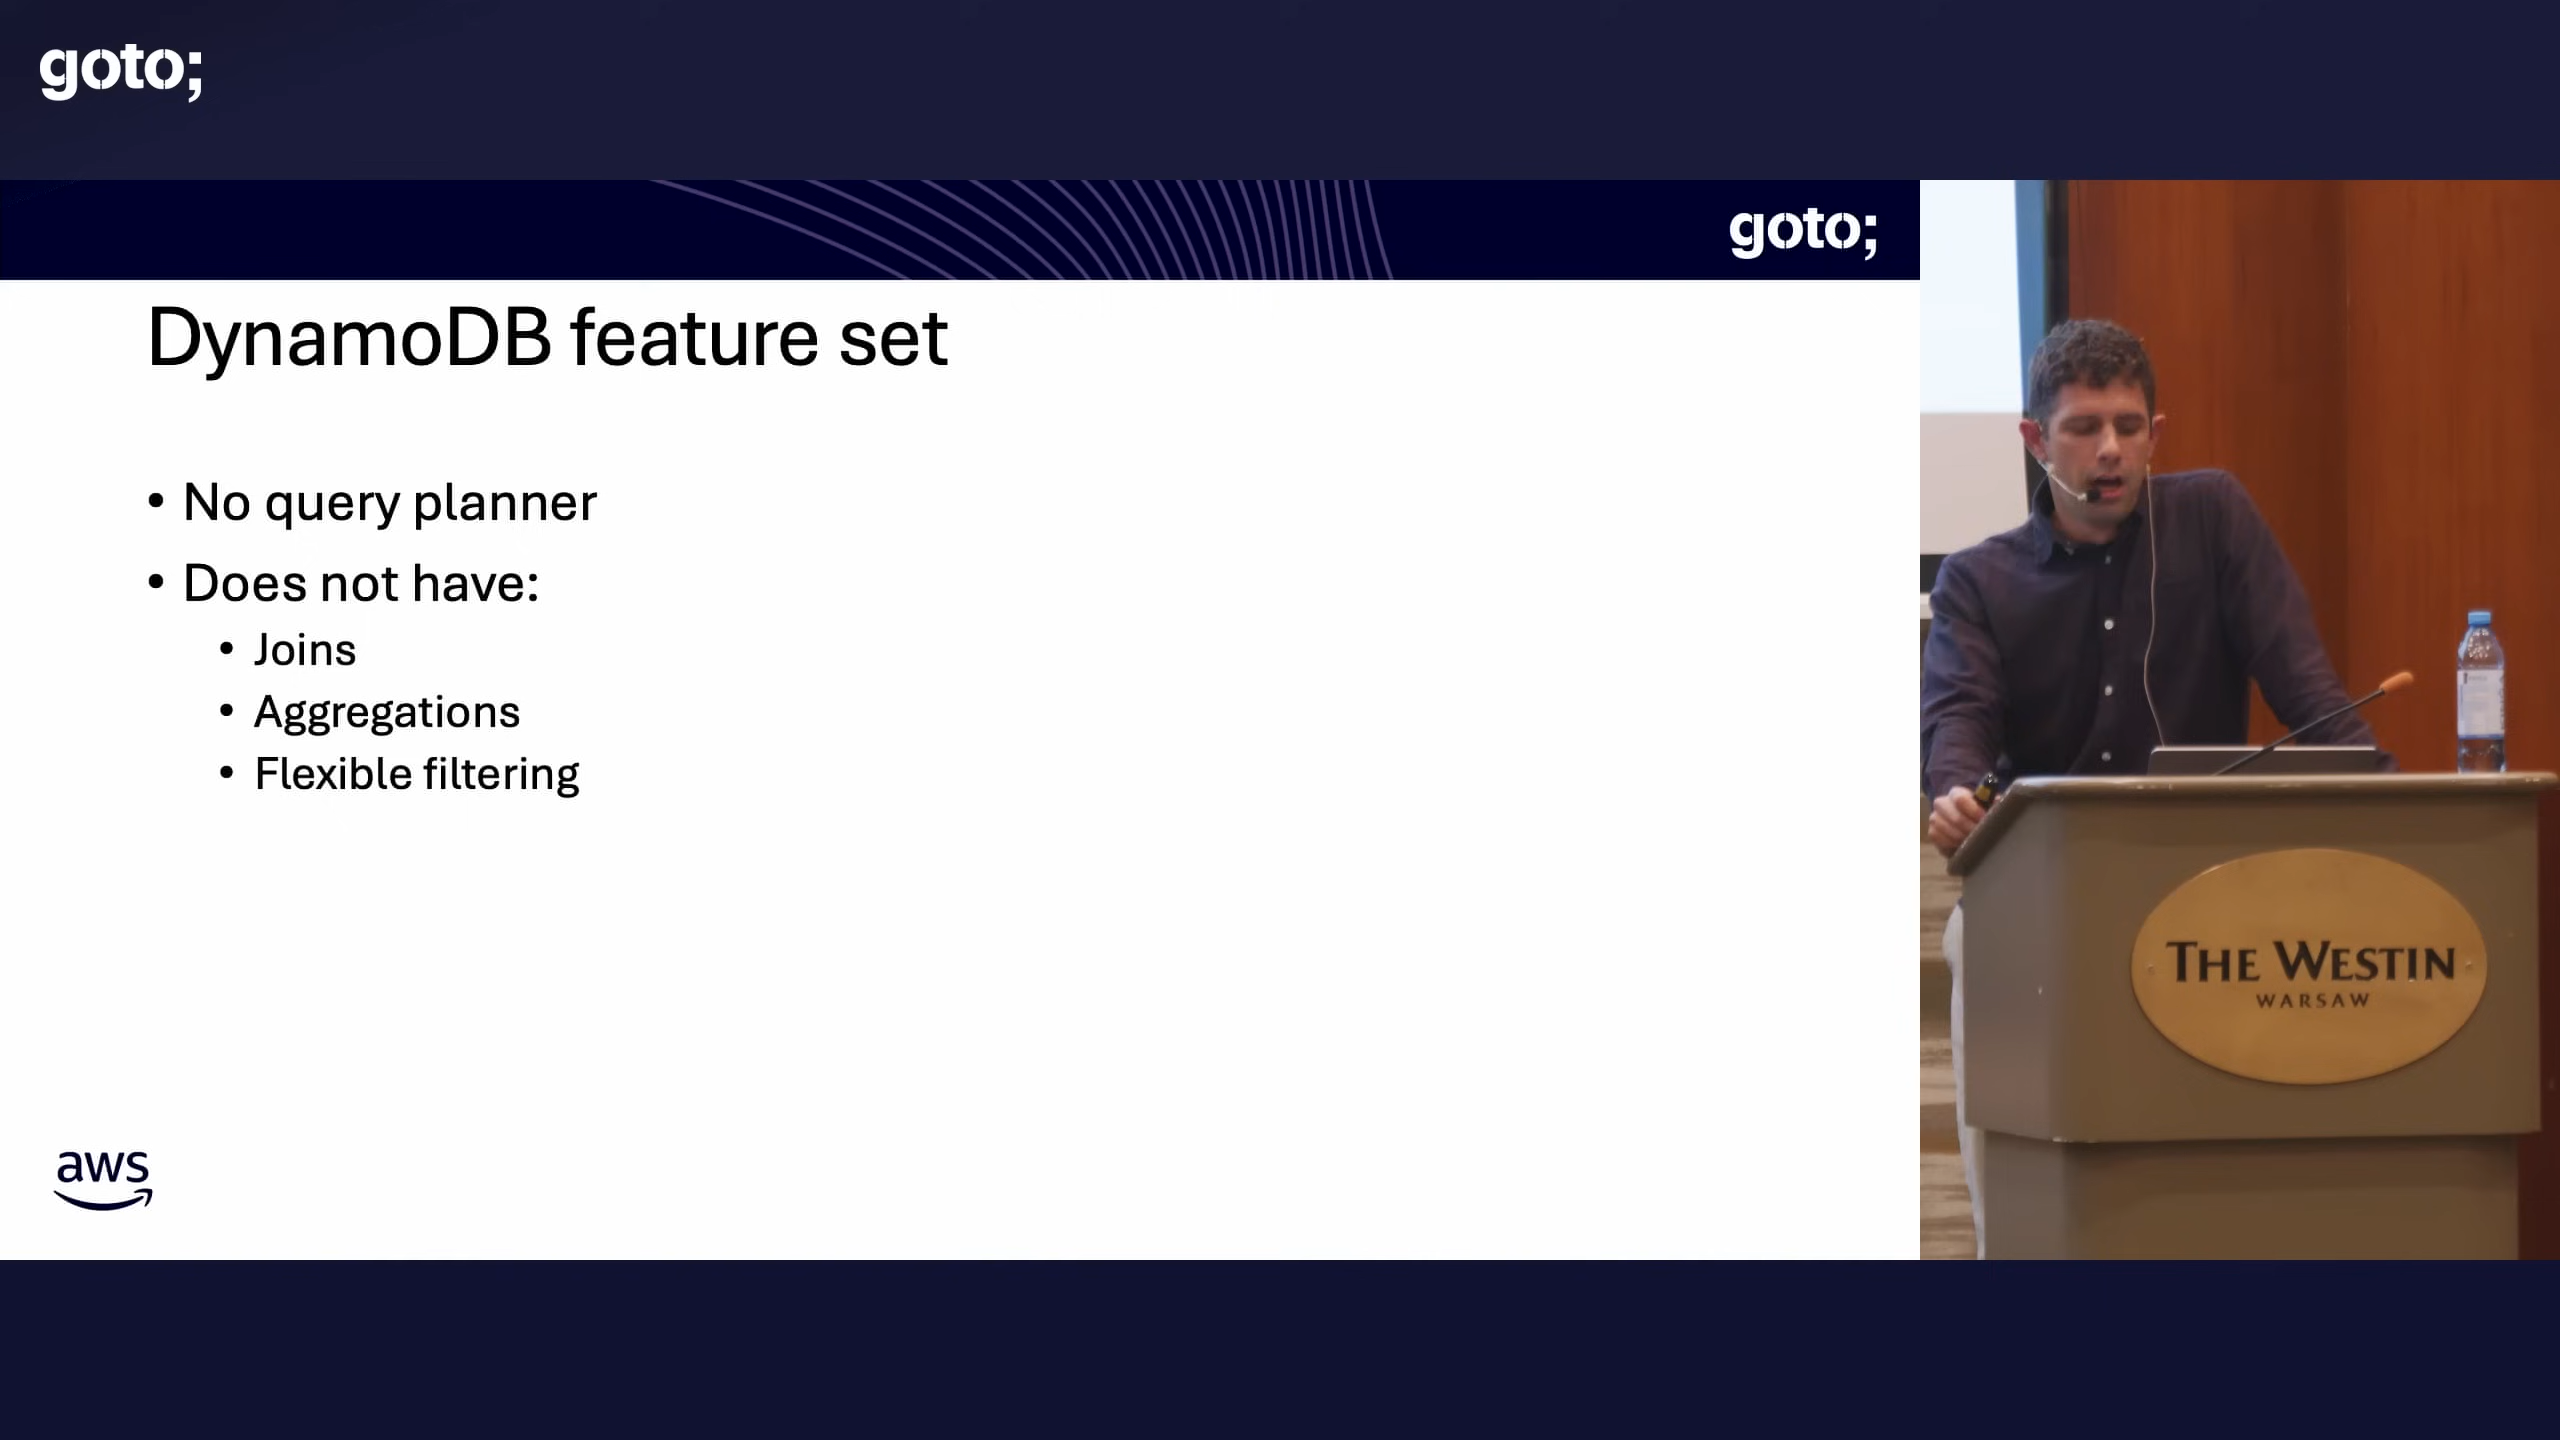 goto;
goto;
DynamoDB feature set
• No query planner
• Does not have:
• Joins
• Aggregations
• Flexible filtering
aws
THE WESTIN
WARSAW